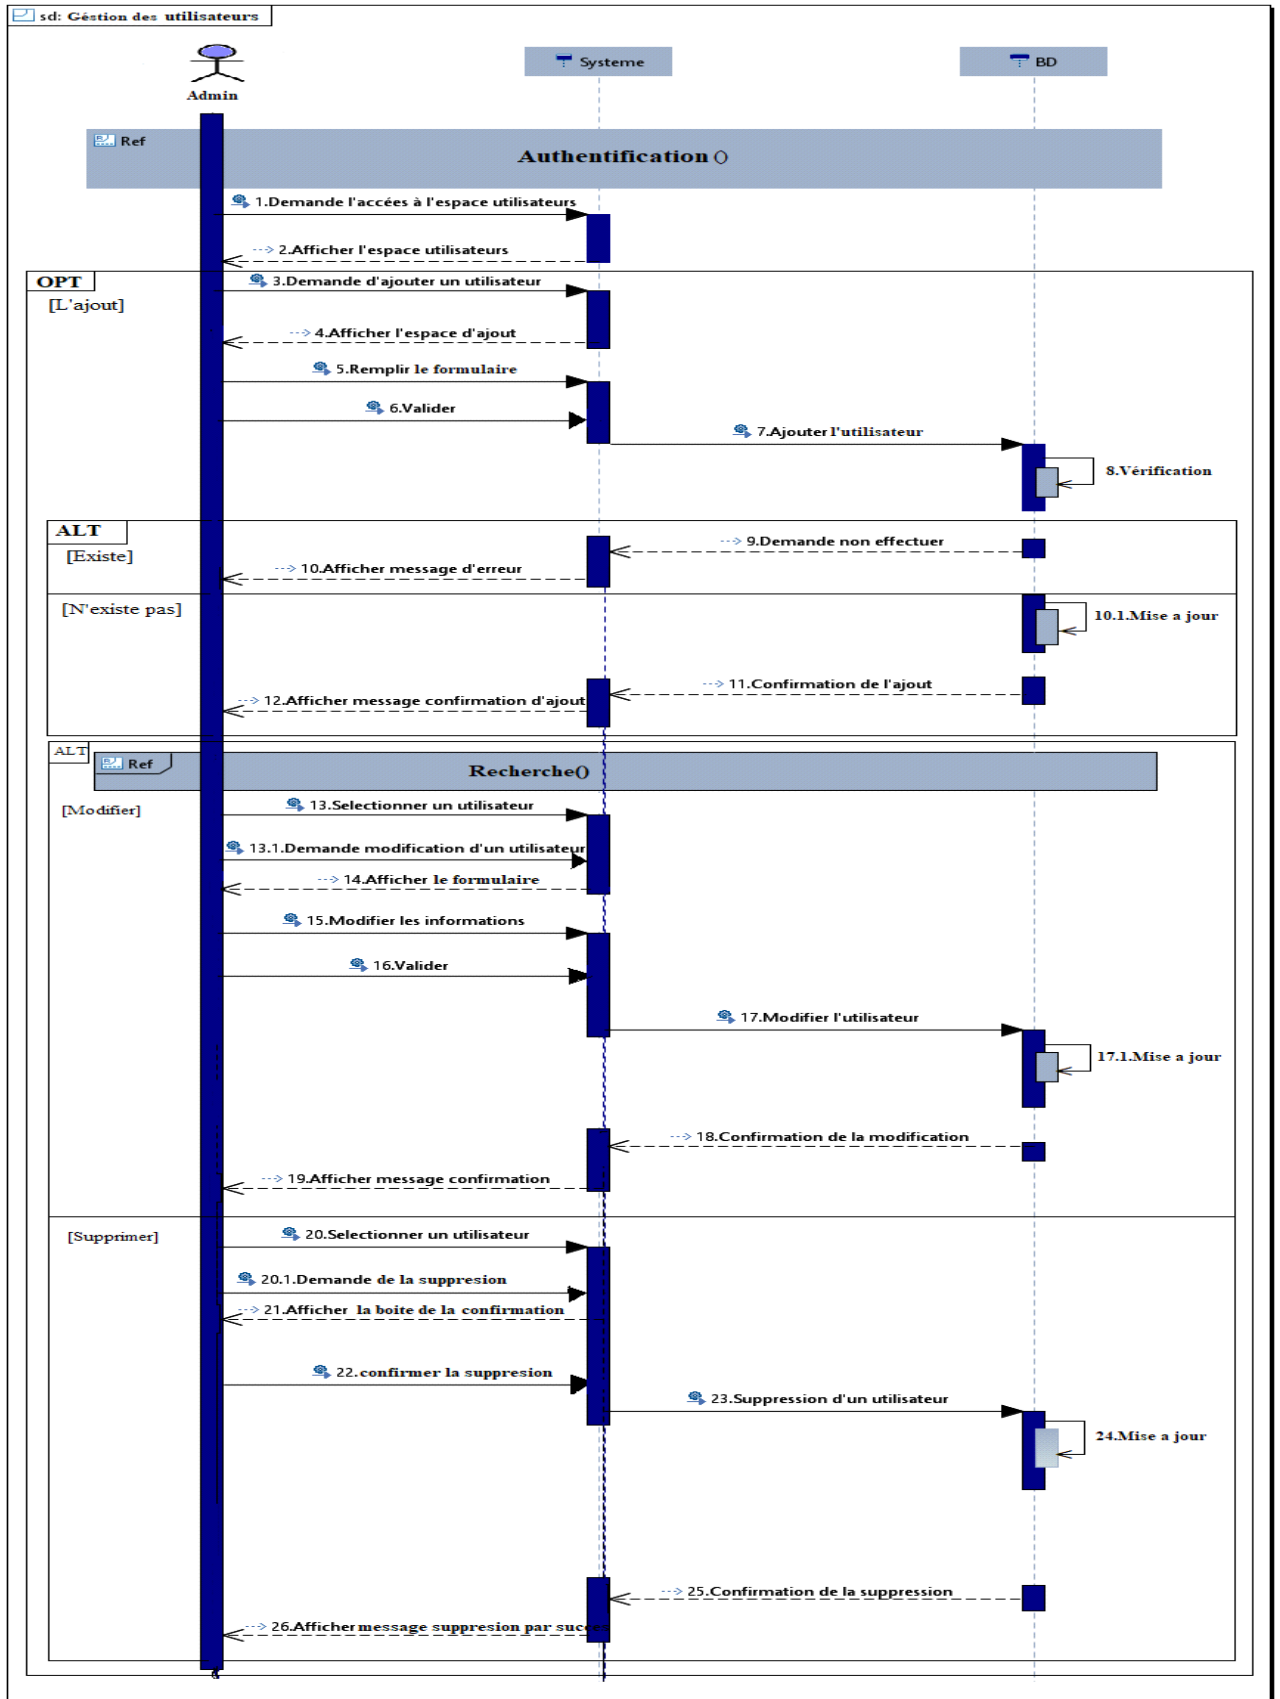 sd: Géstion des utilisateurs
Admin
Systeme
BD
Ref
Authentification ()
1.Demande l'accées à l'espace utilisateurs
2.Afficher l'espace utilisateurs
OPT
3.Demande d'ajouter un utilisateur
[L'ajout]
4.Afficher l'espace d'ajout
5.Remplir le formulaire
6.Valider
7.Ajouter l'utilisateur
8.Vérification
ALT
[Existe]
9.Demande non effectuer
10.Afficher message d'erreur
[N'existe pas]
10.1.Mise a jour
11.Confirmation de l'ajout
12.Afficher message confirmation d'ajout
ALT
Ref
Recherche()
[Modifier]
13.Selectionner un utilisateur
13.1.Demande modification d'un utilisateur
14.Afficher le formulaire
15.Modifier les informations
16.Valider
17.Modifier l'utilisateur
17.1.Mise a jour
18.Confirmation de la modification
19.Afficher message confirmation
[Supprimer]
20.Selectionner un utilisateur
20.1.Demande de la suppresion
21.Afficher la boite de la confirmation
22.confirmer la suppresion
23.Suppression d'un utilisateur
24.Mise a jour
25.Confirmation de la suppression
26.Afficher message suppresion par